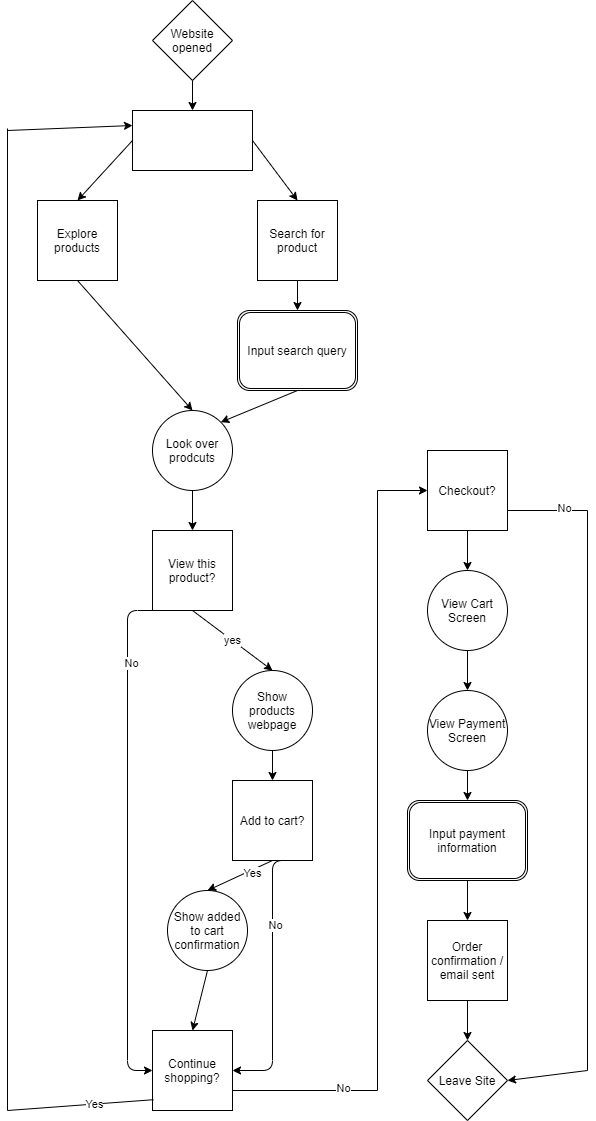 Website
opened
Explore
products
Search for
product
Input search query
Look over
prodcuts
View this
product?
No
yes
Show
products
webpage
Add to cart?
Yes
No
Show added
to cart
confirmation
Continue
shopping?
Yes
No
Checkout?
No
View Cart
Screen
View Payment
Screen
Input payment
information
Order
confirmation /
email sent
Leave Site